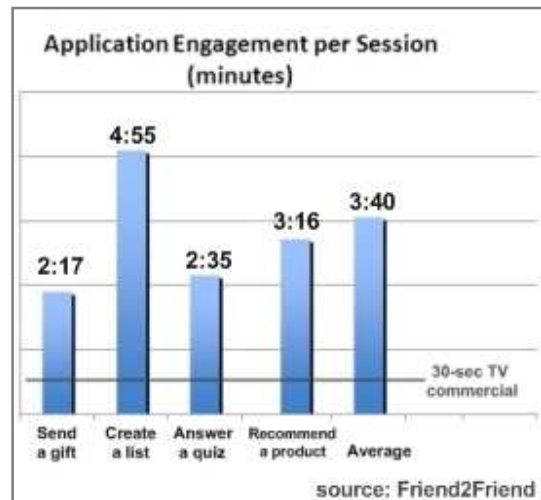 Application Engagement per Session
(minutes)
4:55
3:40
3:16
2:35
2:17
30-sec TV
commercial
Send
a gift
Create
a list
Answer
a quiz
Recommend
a product
Average
source: Friend2Friend